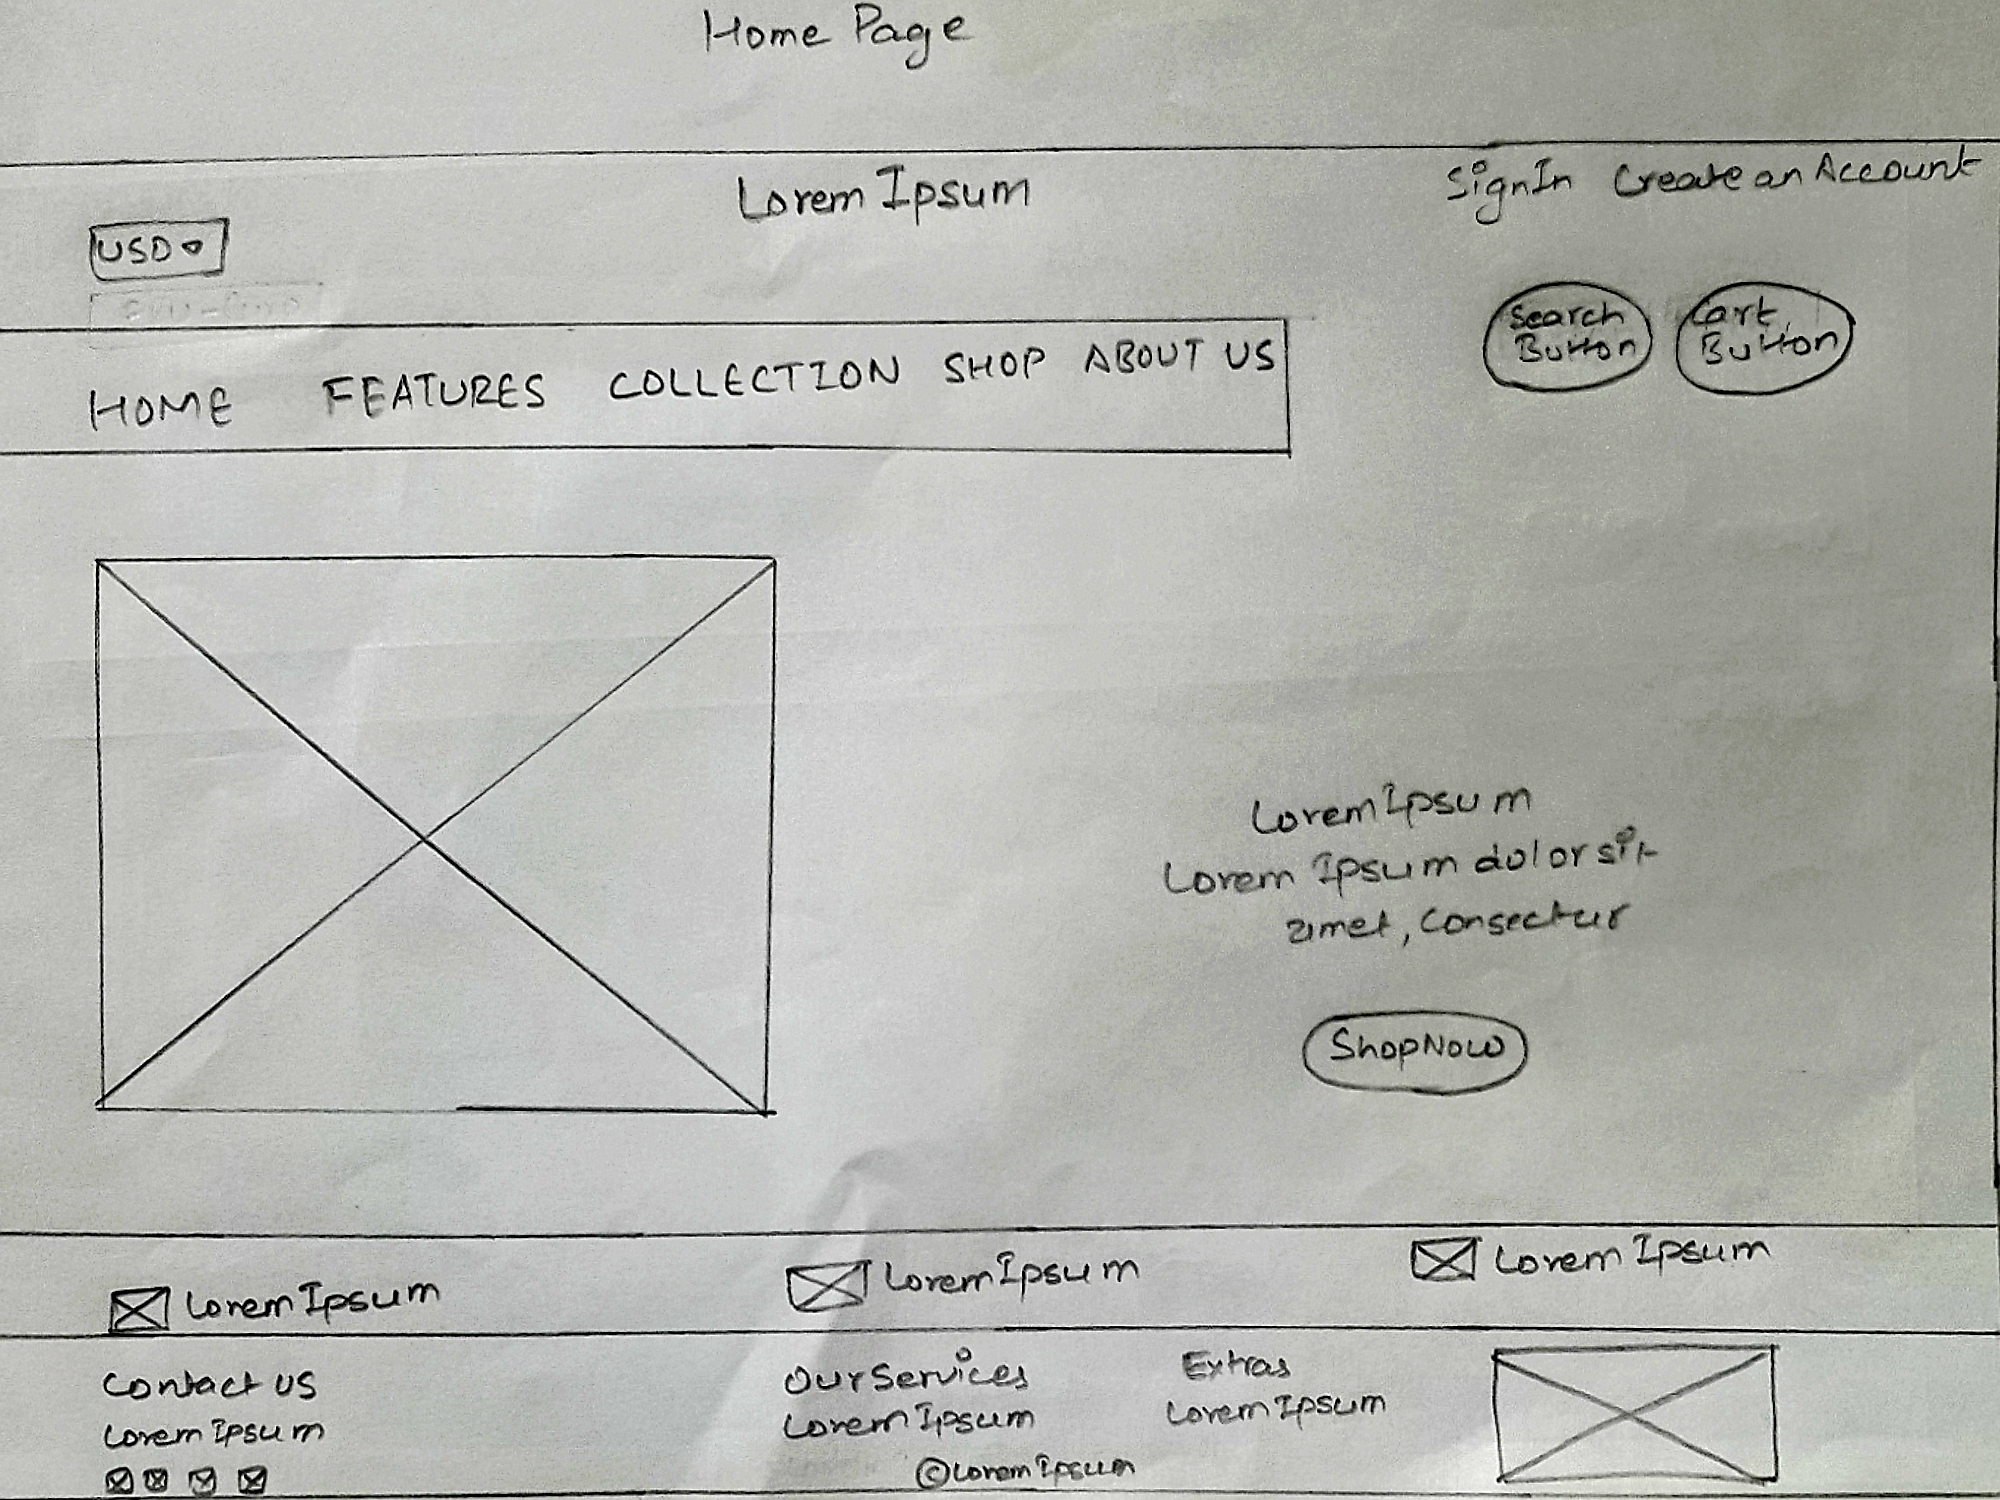 Home Page
Lorem Ipsum
SignIn Create an Account
USD
Search Button
Cart Button
HOME FEATURES COLLECTION SHOP ABOUT US
Lorem Ipsum
Lorem Ipsum dolor sit
amet, consectur
Shop Now
Lorem Ipsum
Lorem Ipsum
Lorem Ipsum
Contact US
Lorem Ipsum
Our Services
Lorem Ipsum
Extras
Lorem Ipsum
©Lorem Ipsum